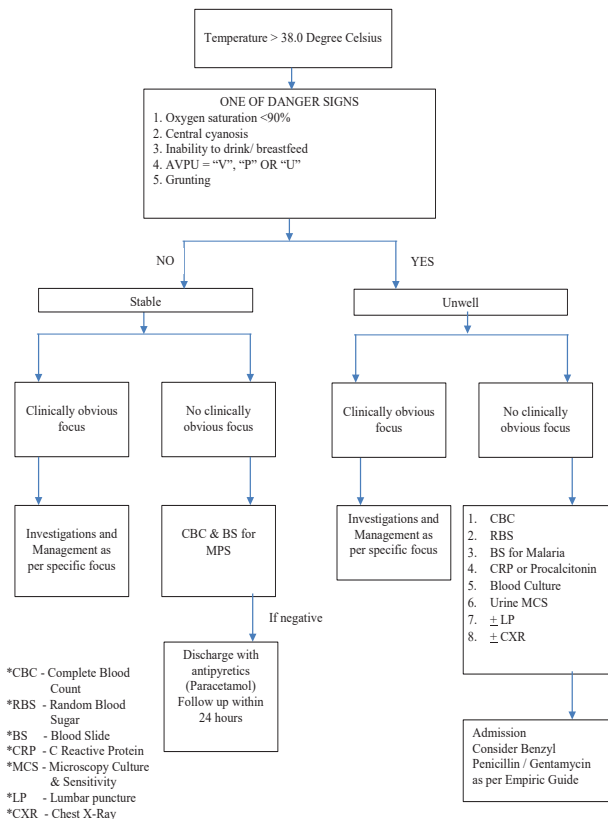 Temperature > 38.0 Degree Celsius
ONE OF DANGER SIGNS
1. Oxygen saturation <90%
2. Central cyanosis
3. Inability to drink/ breastfeed
4. AVPU = “V”, “P” OR “U”
5. Grunting
NO
YES
Stable
Unwell
Clinically obvious
focus
No clinically
obvious focus
Clinically obvious
focus
No clinically
obvious focus
Investigations and
Management as
per specific focus
CBC & BS for
MPS
Investigations and
Management as
per specific focus
1. CBC
2. RBS
3. BS for Malaria
4. CRP or Procalcitonin
5. Blood Culture
6. Urine MCS
7. ± LP
8. ± CXR
If negative
Discharge with
antipyretics
(Paracetamol)
Follow up within
24 hours
Admission
Consider Benzyl
Penicillin / Gentamycin
as per Empiric Guide
*CBC - Complete Blood
Count
*RBS - Random Blood
Sugar
*BS - Blood Slide
*CRP - C Reactive Protein
*MCS - Microscopy Culture
& Sensitivity
*LP - Lumbar puncture
*CXR - Chest X-Ray